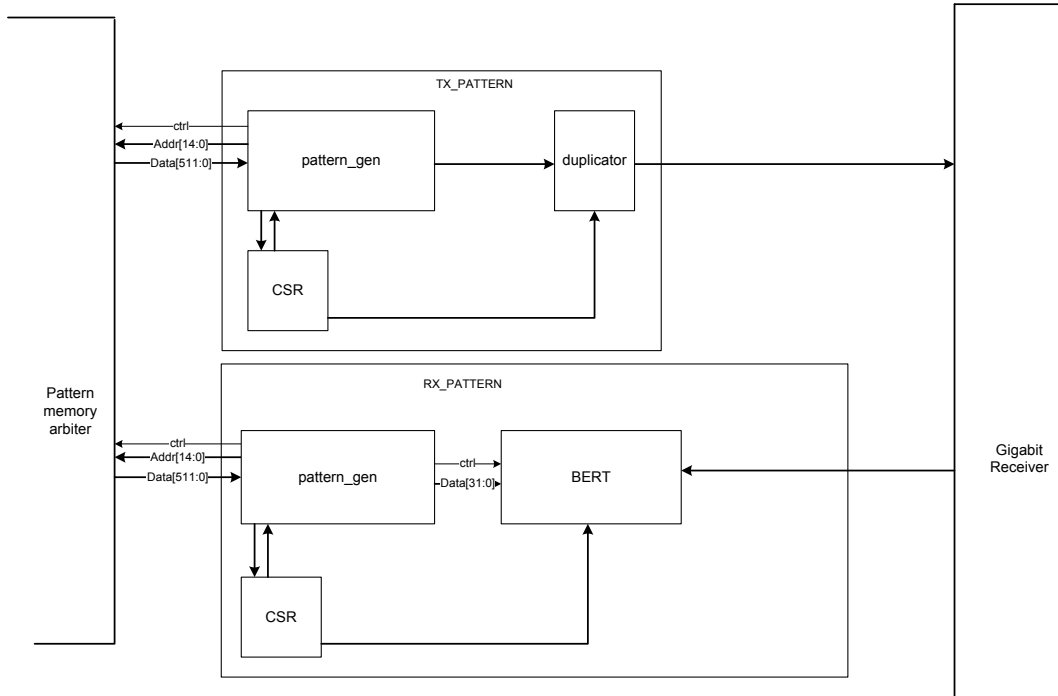 TX_PATTERN
ctrl
Addr[14:0]
Data[511:0]
pattern_gen
duplicator
CSR
RX_PATTERN
Pattern
memory
arbiter
ctrl
Addr[14:0]
Data[511:0]
pattern_gen
ctrl
Data[31:0]
BERT
Gigabit
Receiver
CSR